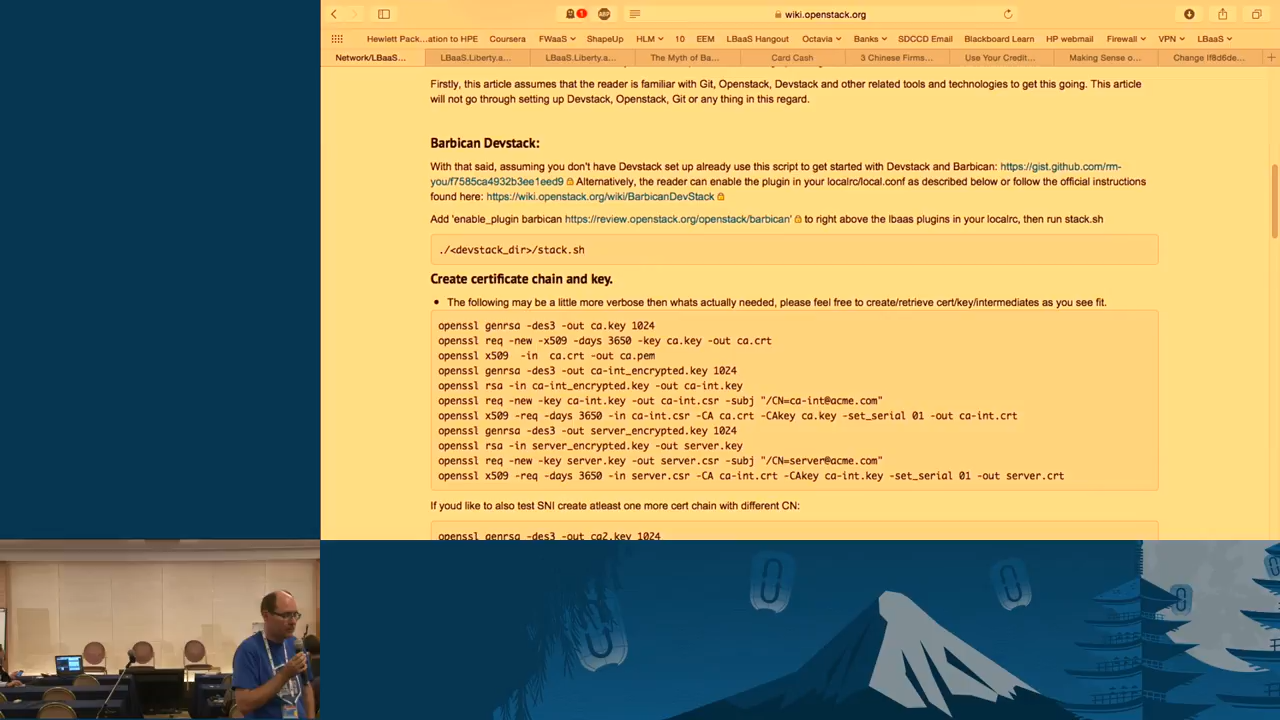 wiki.openstack.org
1
ABP
Hewlett Pack...ation to HPE Coursera FWaaS ShapeUp HLM 10 EEM LBaaS Hangout Octavia Banks SDCCD Email Blackboard Learn HP webmail Firewall VPN LBaaS
Network/LBaaS... LBaaS.Liberty.a... LBaaS.Liberty.a... The Myth of Ba... Card Cash 3 Chinese Firms... Use Your Credit... Making Sense o... Change If8d6de...
Firstly, this article assumes that the reader is familiar with Git, Openstack, Devstack and other related tools and technologies to get this going. This article
will not go through setting up Devstack, Openstack, Git or any thing in this regard.
Barbican Devstack:
With that said, assuming you don't have Devstack set up already use this script to get started with Devstack and Barbican: https://gist.github.com/rm-
you/f7585ca4932b3ee1eed9 Alternatively, the reader can enable the plugin in your localrc/local.conf as described below or follow the official instructions
found here: https://wiki.openstack.org/wiki/BarbicanDevStack
Add 'enable_plugin barbican https://review.openstack.org/openstack/barbican' to right above the lbaas plugins in your localrc, then run stack.sh
./<devstack_dir>/stack.sh
Create certificate chain and key.
• The following may be a little more verbose then whats actually needed, please feel free to create/retrieve cert/key/intermediates as you see fit.
openssl genrsa -des3 -out ca.key 1024
openssl req -new -x509 -days 3650 -key ca.key -out ca.crt
openssl x509  -in  ca.crt -out ca.pem
openssl genrsa -des3 -out ca-int_encrypted.key 1024
openssl rsa -in ca-int_encrypted.key -out ca-int.key
openssl req -new -key ca-int.key -out ca-int.csr -subj "/CN=ca-int@acme.com"
openssl x509 -req -days 3650 -in ca-int.csr -CA ca.crt -CAkey ca.key -set_serial 01 -out ca-int.crt
openssl genrsa -des3 -out server_encrypted.key 1024
openssl rsa -in server_encrypted.key -out server.key
openssl req -new -key server.key -out server.csr -subj "/CN=server@acme.com"
openssl x509 -req -days 3650 -in server.csr -CA ca-int.crt -CAkey ca-int.key -set_serial 01 -out server.crt
If youd like to also test SNI create atleast one more cert chain with different CN:
openssl genrsa -des3 -out ca2.key 1024